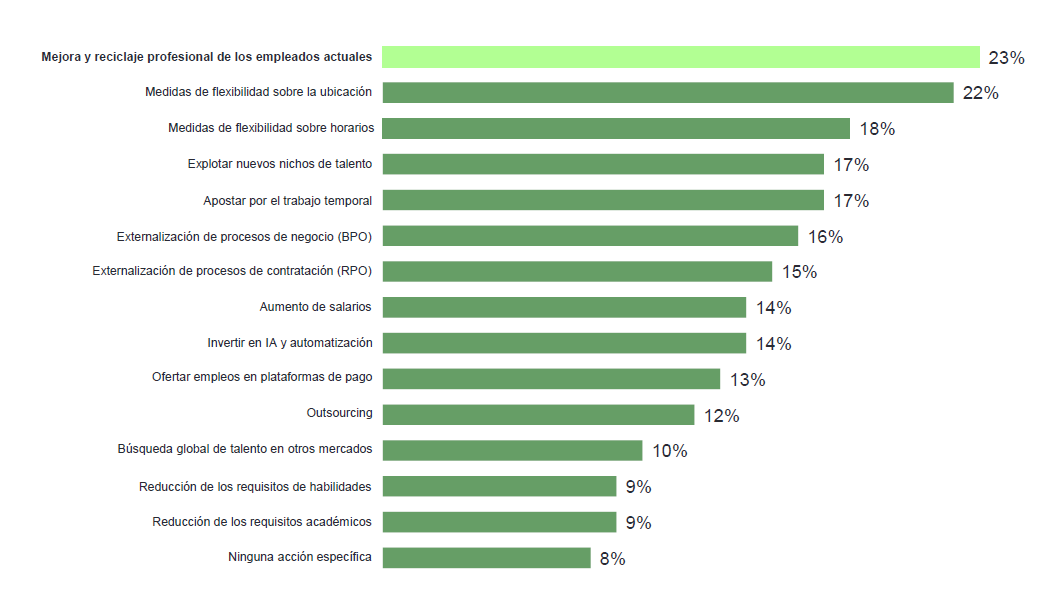 Mejora y reciclaje profesional de los empleados actuales 23%
Medidas de flexibilidad sobre la ubicación 22%
Medidas de flexibilidad sobre horarios 18%
Explotar nuevos nichos de talento 17%
Apostar por el trabajo temporal 17%
Externalización de procesos de negocio (BPO) 16%
Externalización de procesos de contratación (RPO) 15%
Aumento de salarios 14%
Invertir en IA y automatización 14%
Ofertar empleos en plataformas de pago 13%
Outsourcing 12%
Búsqueda global de talento en otros mercados 10%
Reducción de los requisitos de habilidades 9%
Reducción de los requisitos académicos 9%
Ninguna acción específica 8%